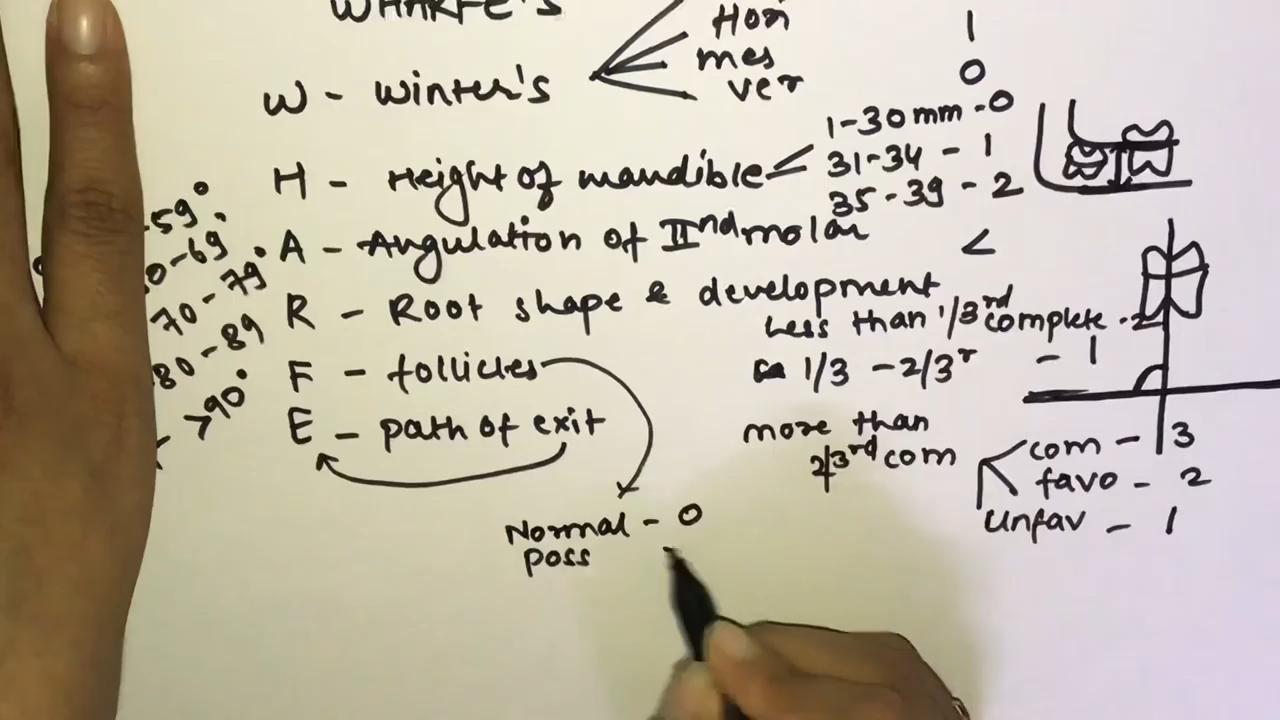 WHARFE's
Hori
mes
ver
1
0
W - Winter's
1-30mm - 0
31-34 - 1
35-39 - 2
H - Height of mandible
A - Angulation of IInd molar
R - Root shape & development
Less than 1/3rd complete - 2
1/3 - 2/3r - 1
more than
2/3rd com
com - 3
favo - 2
Unfav - 1
F - follicles
E - path of exit
Normal - 0
poss
-59°
0-69°
70-79°
80-89
>90°